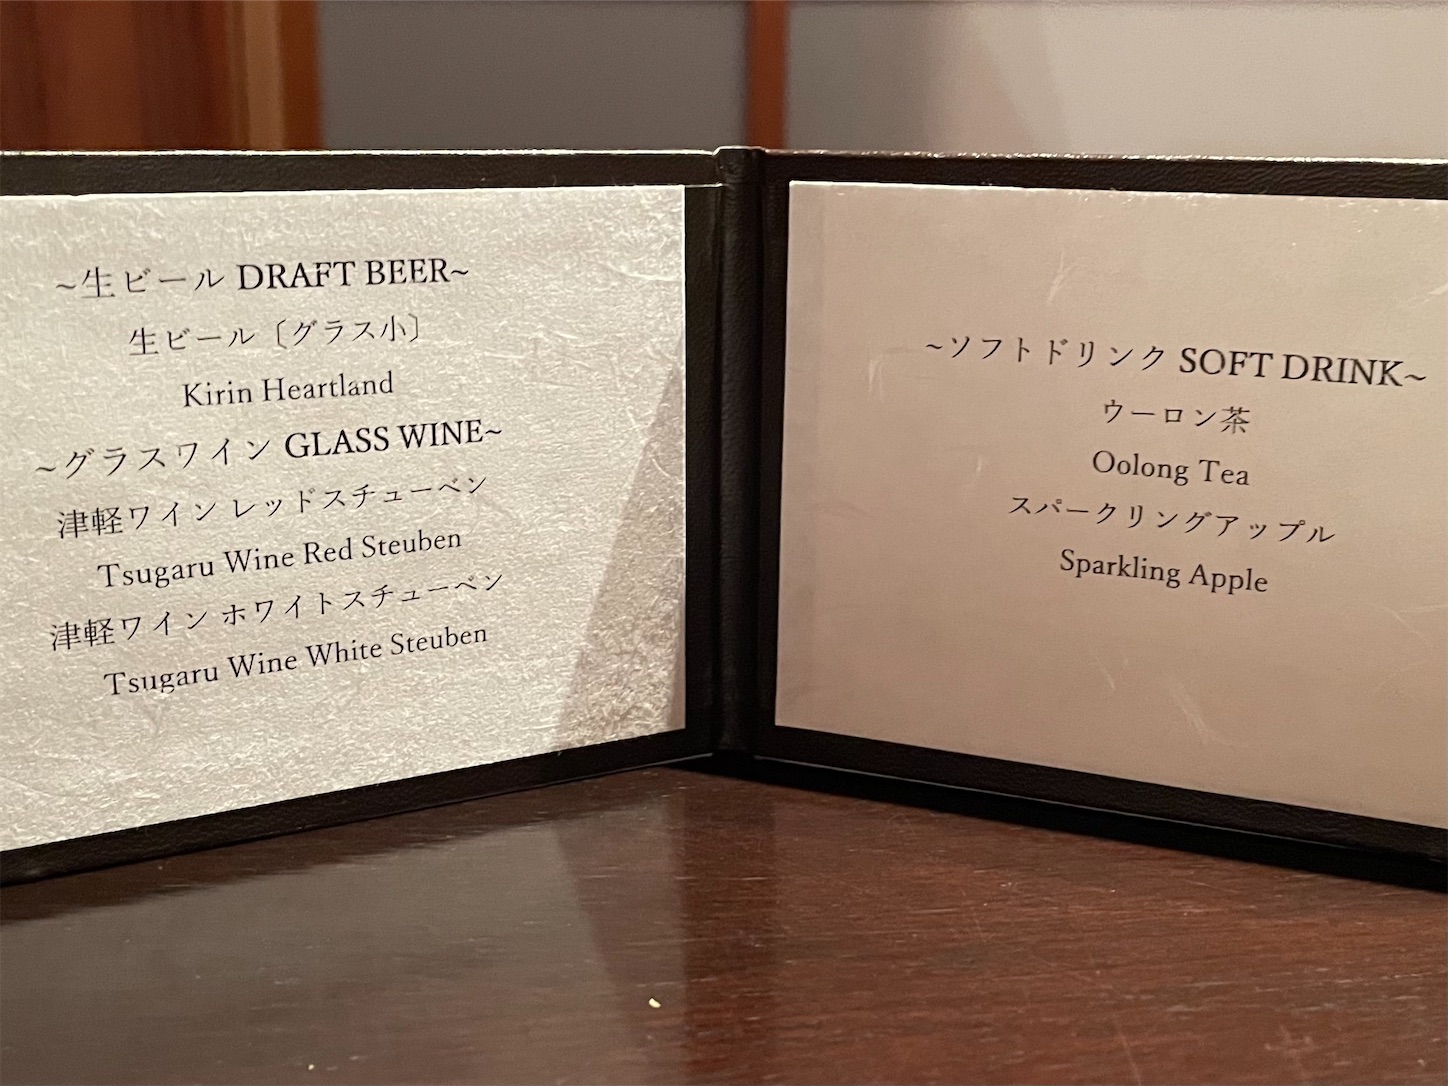 ~生ビール DRAFT BEER~
生ビール〔グラス小〕
Kirin Heartland
~グラスワイン GLASS WINE~
津軽ワイン レッドスチューベン
Tsugaru Wine Red Steuben
津軽ワイン ホワイトスチューベン
Tsugaru Wine White Steuben
~ソフトドリンク SOFT DRINK~
ウーロン茶
Oolong Tea
スパークリングアップル
Sparkling Apple